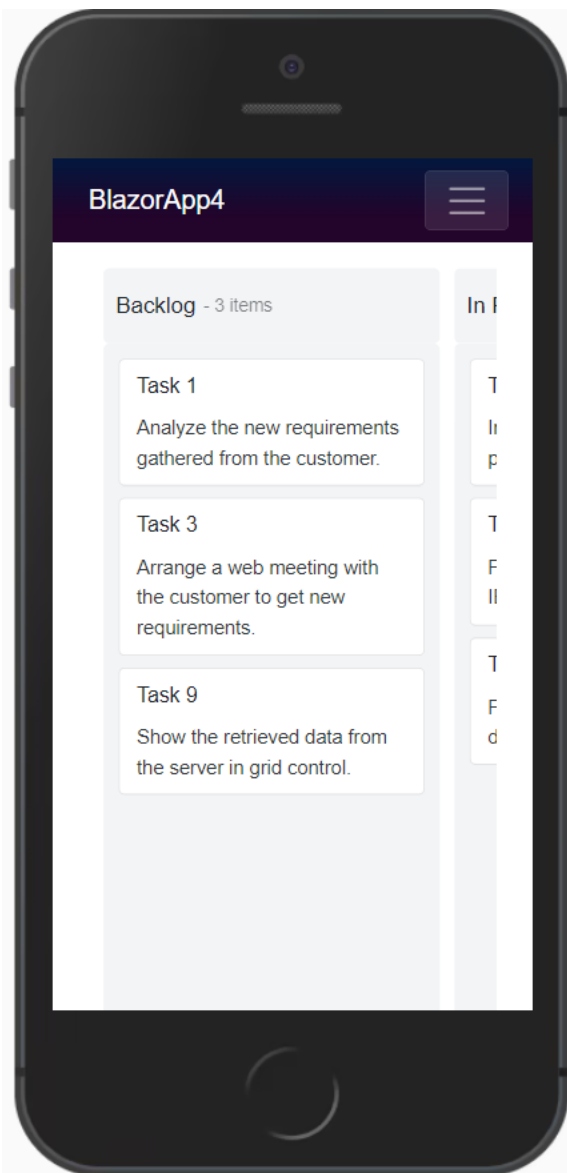 BlazorApp4
Backlog - 3 items
In
Task 1
Analyze the new requirements
gathered from the customer.
Task 3
Arrange a web meeting with
the customer to get new
requirements.
Task 9
Show the retrieved data from
the server in grid control.